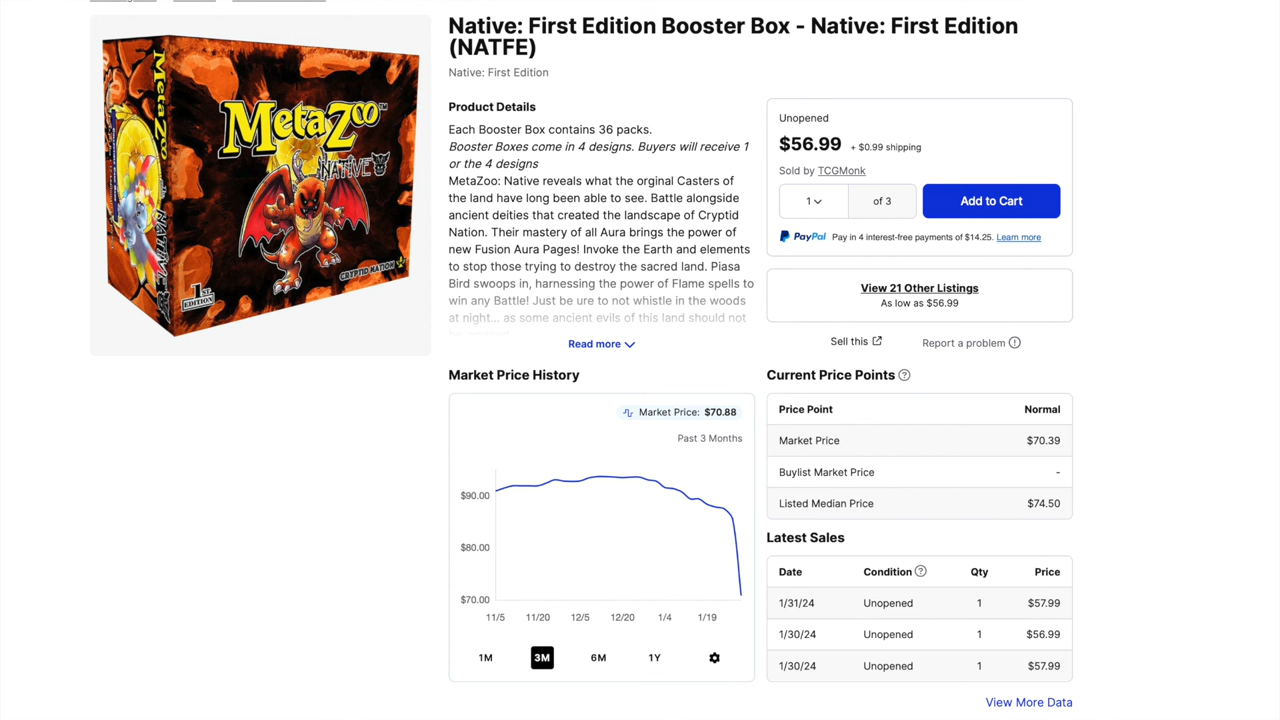 Native: First Edition Booster Box - Native: First Edition
(NATFE)
Native: First Edition
MetaZoo
MetaZoo™
NATIVE
NATIVE
CRYPTID NATION
1ST
EDITION
Product Details
Each Booster Box contains 36 packs.
Booster Boxes come in 4 designs. Buyers will receive 1
or the 4 designs
MetaZoo: Native reveals what the orginal Casters of
the land have long been able to see. Battle alongside
ancient deities that created the landscape of Cryptid
Nation. Their mastery of all Aura brings the power of
new Fusion Aura Pages! Invoke the Earth and elements
to stop those trying to destroy the sacred land. Piasa
Bird swoops in, harnessing the power of Flame spells to
win any Battle! Just be ure to not whistle in the woods
at night... as some ancient evils of this land should not
Read more
Unopened
$56.99 + $0.99 shipping
Sold by TCGMonk
1 of 3 Add to Cart
PayPal Pay in 4 interest-free payments of $14.25. Learn more
View 21 Other Listings
As low as $56.99
Sell this Report a problem
Market Price History
Market Price: $70.88
Past 3 Months
$90.00
$80.00
$70.00
11/5 11/20 12/5 12/20 1/4 1/19
1M 3M 6M 1Y
Current Price Points ?
Price Point Normal
Market Price $70.39
Buylist Market Price -
Listed Median Price $74.50
Latest Sales
Date Condition ? Qty Price
1/31/24 Unopened 1 $57.99
1/30/24 Unopened 1 $56.99
1/30/24 Unopened 1 $57.99
View More Data